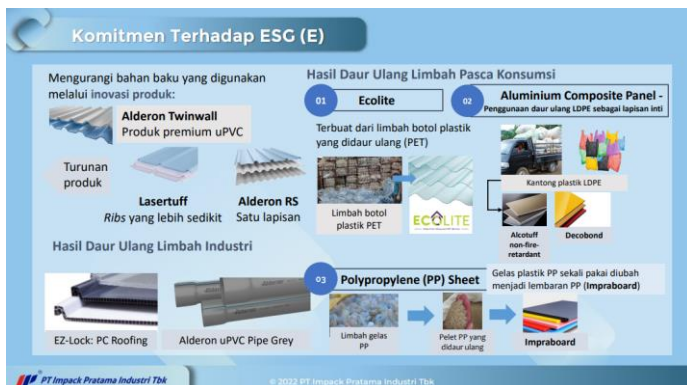 Komitmen Terhadap ESG (E)
Mengurangi bahan baku yang digunakan
melalui inovasi produk:
Alderon Twinwall
Produk premium uPVC
Turunan
produk
Lasertuff
Ribs yang lebih sedikit
Alderon RS
Satu lapisan
Hasil Daur Ulang Limbah Industri
EZ-Lock: PC Roofing
Alderon uPVC Pipe Grey
Hasil Daur Ulang Limbah Pasca Konsumsi
01
Ecolite
Terbuat dari limbah botol plastik
yang didaur ulang (PET)
Limbah botol
plastik PET
ECOLITE
02
Aluminium Composite Panel -
Penggunaan daur ulang LDPE sebagai lapisan inti
Kantong plastik LDPE
Alcotuff
non-fire-
retardant
Decobond
03
Polypropylene (PP) Sheet
Gelas plastik PP sekali pakai diubah
menjadi lembaran PP (Impraboard)
Limbah gelas
PP
Pelet PP yang
didaur ulang
Impraboard
PT Impack Pratama Industri Tbk
© 2022 PT Impack Pratama Industri Tbk